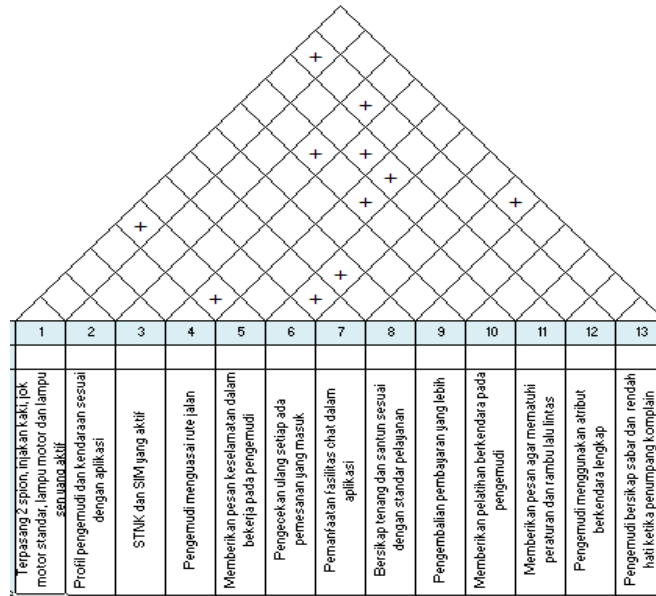 +
+
+ +
+
+ +
+
+
+ +
1 2 3 4 5 6 7 8 9 10 11 12 13
Terpasang 2 spion, injakan kaki, jok
motor standar, lampu motor dan lampu
sen yang aktif
Profil pengemudi dan kendaraan sesuai
dengan aplikasi
STNK dan SIM yang aktif
Pengemudi menguasai rute jalan
Memberikan pesan keselamatan dalam
bekerja pada pengemudi
Pengecekan ulang setiap ada
pemesanan yang masuk
Pemanfaatan fasilitas chat dalam
aplikasi
Bersikap tenang dan santun sesuai
dengan standar pelayanan
Pengembalian pembayaran yang lebih
Memberikan pelatihan berkendara pada
pengemudi
Memberikan pesan agar mematuhi
peraturan dan rambu lalu lintas
Pengemudi menggunakan atribut
berkendara lengkap
Pengemudi bersikap sabar dan rendah
hati ketika penumpang komplain